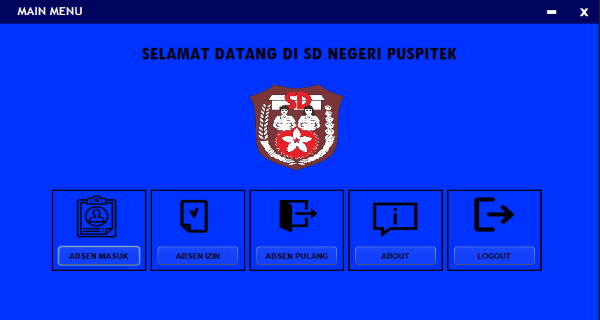 MAIN MENU
X
SELAMAT DATANG DI SD NEGERI PUSPITEK
SD
ABSEN MASUK
ABSEN IZIN
ABSEN PULANG
ABOUT
LOGOUT